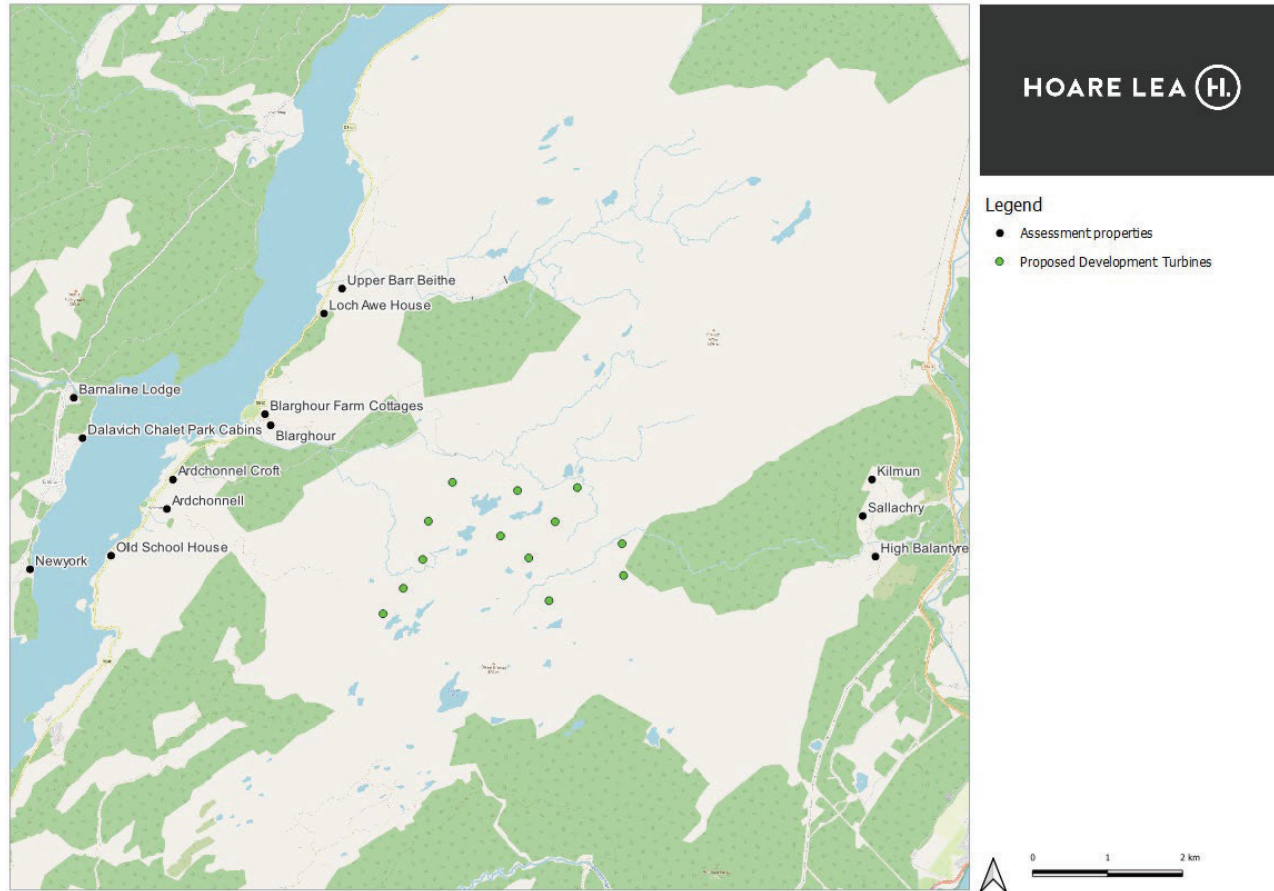 HOARE LEA H.
Legend
Assessment properties
Proposed Development Turbines
Upper Barr Beithe
Loch Awe House
Barnaline Lodge
Blarghour Farm Cottages
Dalavich Chalet Park Cabins
Blarghour
Ardchonnel Croft
Kilmun
Ardchonnell
Sallachry
Old School House
High Balantyre
Newyork
0 1 2 km